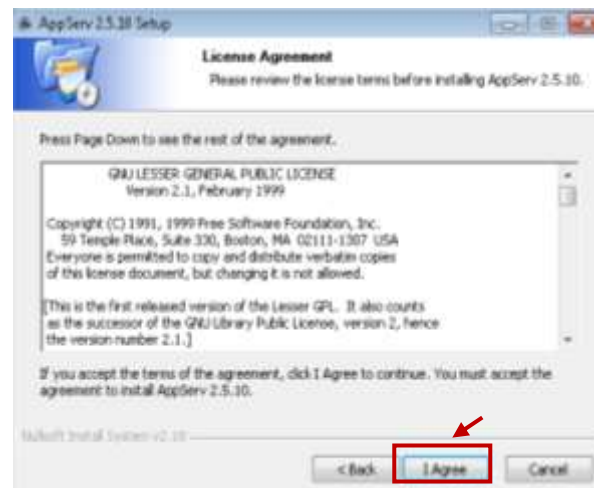 AppServ 2.5.10 Setup
License Agreement
Please review the license terms before installing AppServ 2.5.10.
Press Page Down to see the rest of the agreement.
GNU LESSER GENERAL PUBLIC LICENSE
Version 2.1, February 1999
Copyright (C) 1991, 1999 Free Software Foundation, Inc.
59 Temple Place, Suite 330, Boston, MA 02111-1307 USA
Everyone is permitted to copy and distribute verbatim copies
of this license document, but changing it is not allowed.
[This is the first released version of the Lesser GPL. It also counts
as the successor of the GNU Library Public License, version 2, hence
the version number 2.1.]
If you accept the terms of the agreement, click I Agree to continue. You must accept the
agreement to install AppServ 2.5.10.
Nullsoft Install System v2.18
< Back
I Agree
Cancel